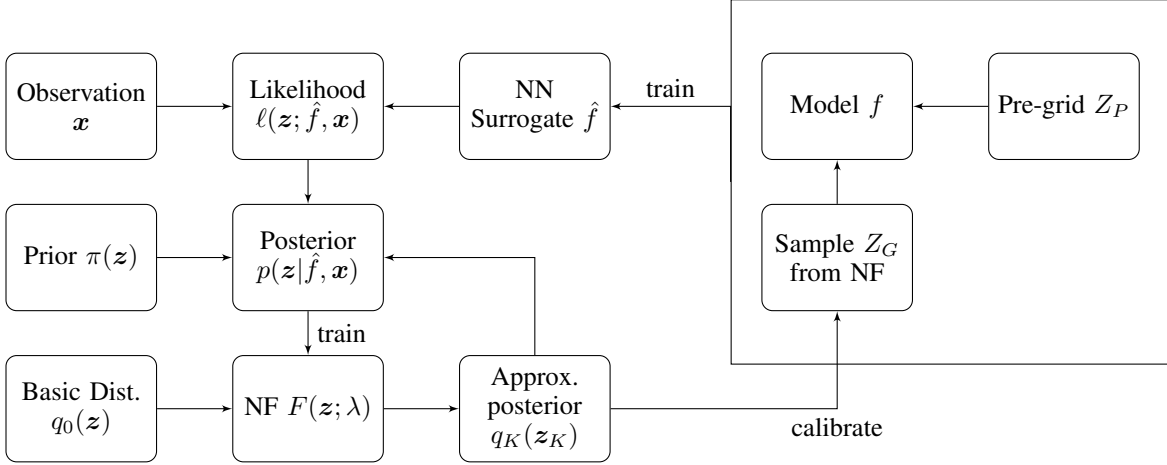 Observation
x
Likelihood
ℓ(z; f̂, x)
NN
Surrogate f̂
train
Model f
Pre-grid Z_P
Prior π(z)
Posterior
p(z|f̂, x)
Sample Z_G
from NF
train
Basic Dist.
q_0(z)
NF F(z; λ)
Approx.
posterior
q_K(z_K)
calibrate